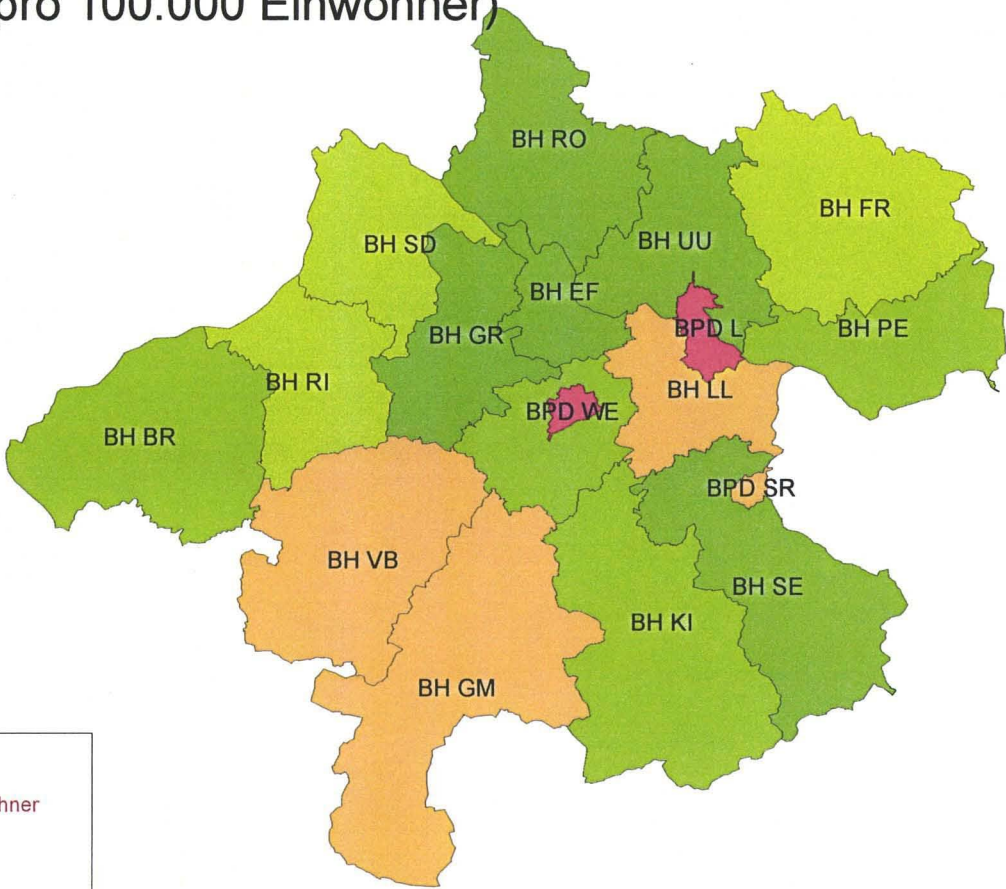 pro 100.000 Einwohner)
BH RO
BH FR
BH SD
BH UU
BH EF
BH GR
BPD L
BH PE
BH RI
BH LL
BPD WE
BH BR
BPD SR
BH VB
BH SE
BH KI
BH GM
hner